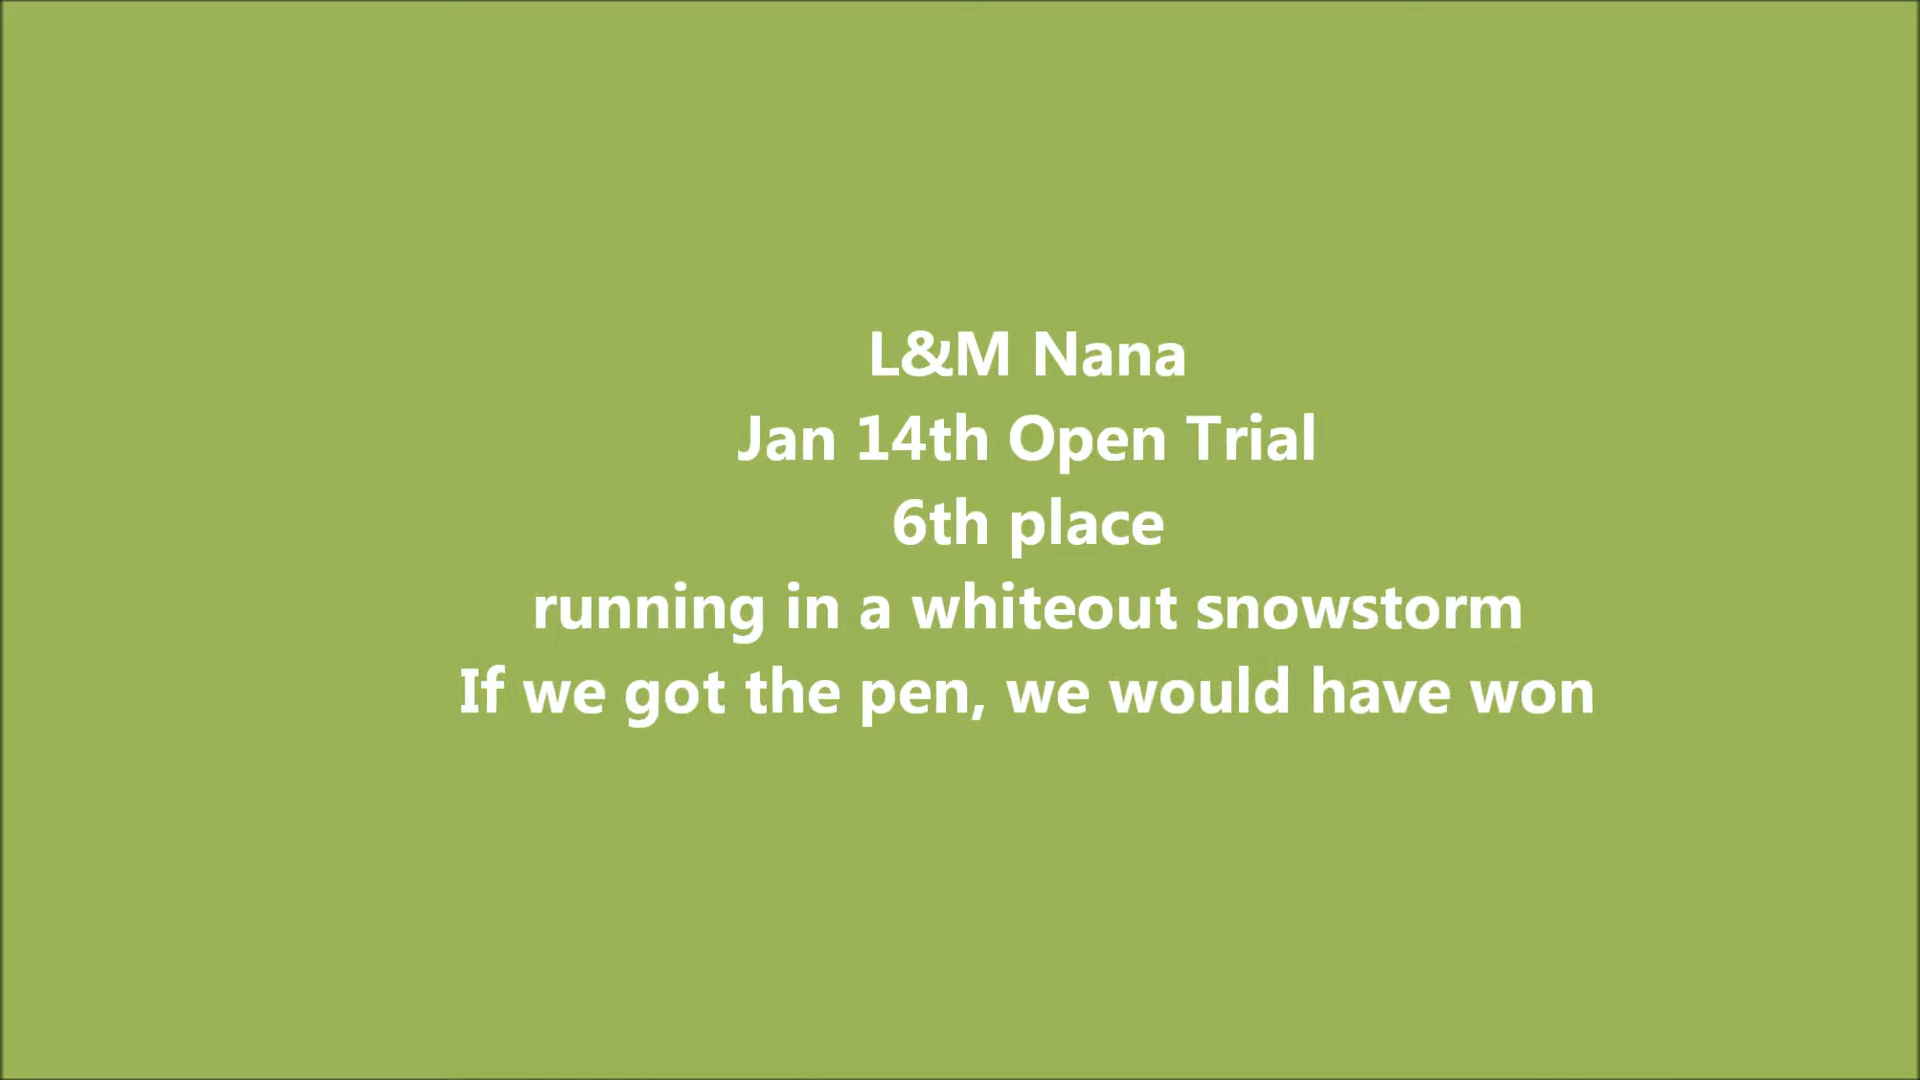 L&M Nana
Jan 14th Open Trial
6th place
running in a whiteout snowstorm
If we got the pen, we would have won